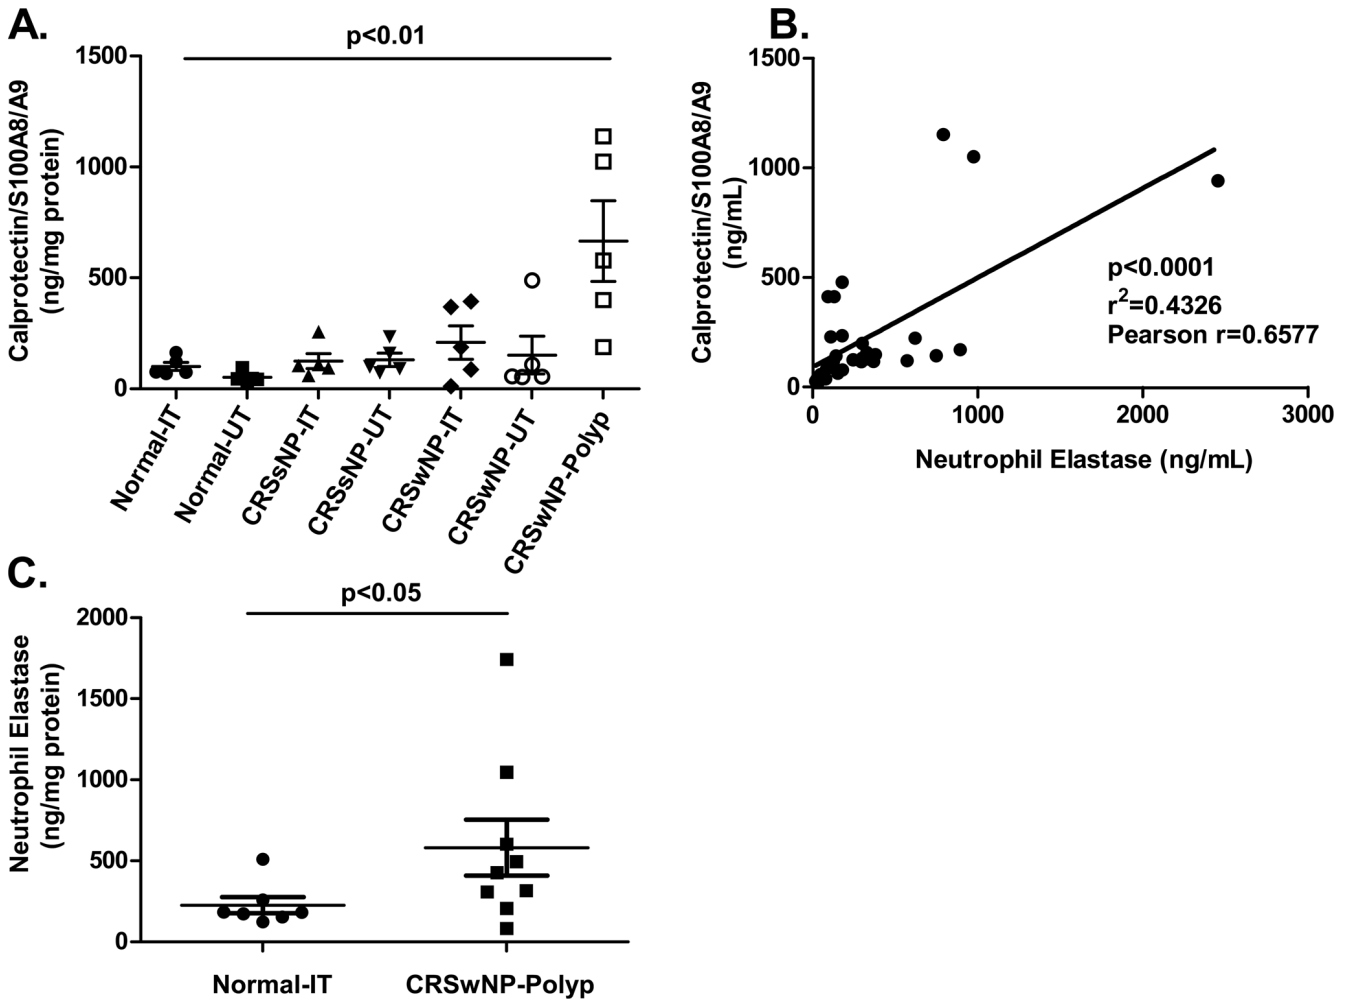 A.
p<0.01
Calprotectin/S100A8/A9
(ng/mg protein)
1500
1000
500
0
Normal-IT
Normal-UT
CRSsNP-IT
CRSsNP-UT
CRSwNP-IT
CRSwNP-UT
CRSwNP-Polyp
B.
Calprotectin/S100A8/A9
(ng/mL)
1500
1000
500
0
p<0.0001
r²=0.4326
Pearson r=0.6577
0
1000
2000
3000
Neutrophil Elastase (ng/mL)
C.
p<0.05
Neutrophil Elastase
(ng/mg protein)
2000
1500
1000
500
0
Normal-IT
CRSwNP-Polyp